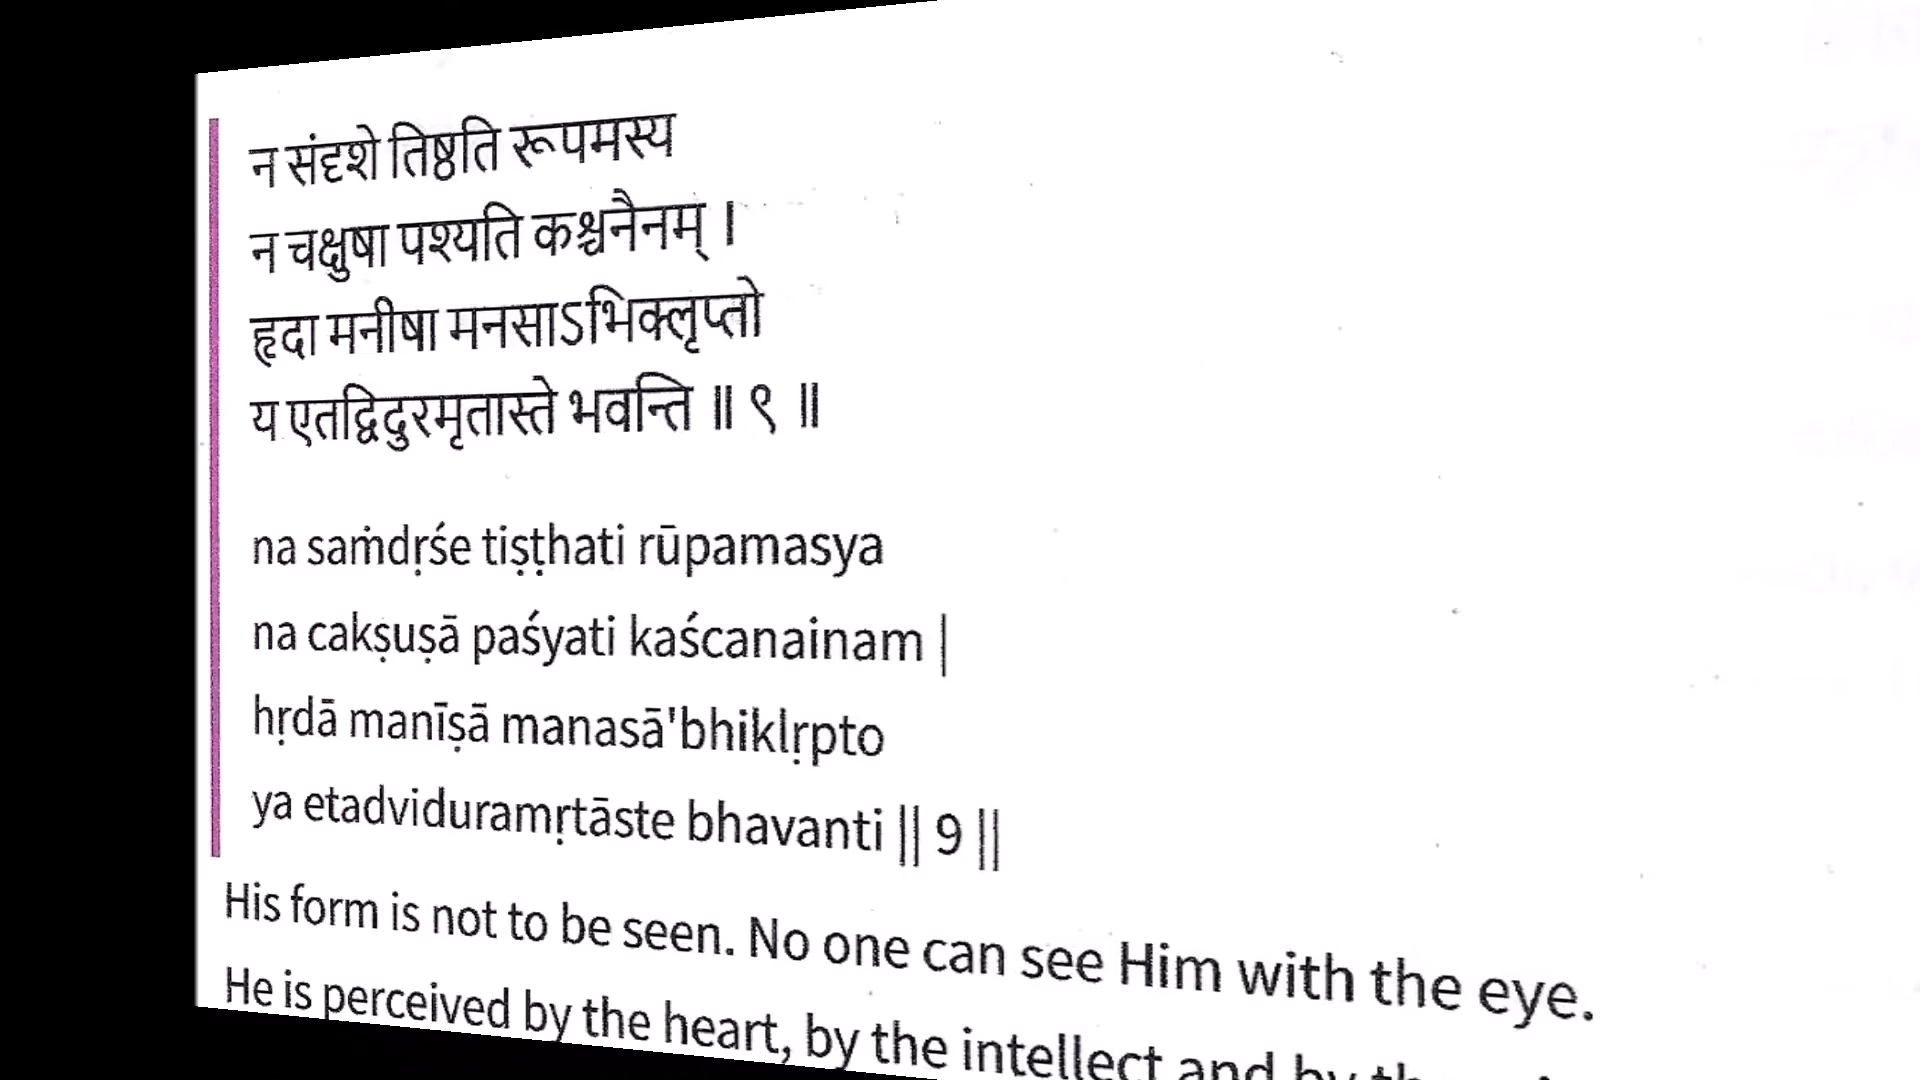 न संदृशे तिष्ठति रूपमस्य
न चक्षुषा पश्यति कश्चनैनम् ।
हृदा मनीषा मनसाऽभिक्लृप्तो
य एतद्विदुरमृतास्ते भवन्ति ॥ ९ ॥
na saṁdṛśe tiṣṭhati rūpamasya
na cakṣuṣā paśyati kaścanainam |
hṛdā manīṣā manasā'bhiklṛpto
ya etadviduramṛtāste bhavanti || 9 ||
His form is not to be seen. No one can see Him with the eye.
He is perceived by the heart, by the intellect and by